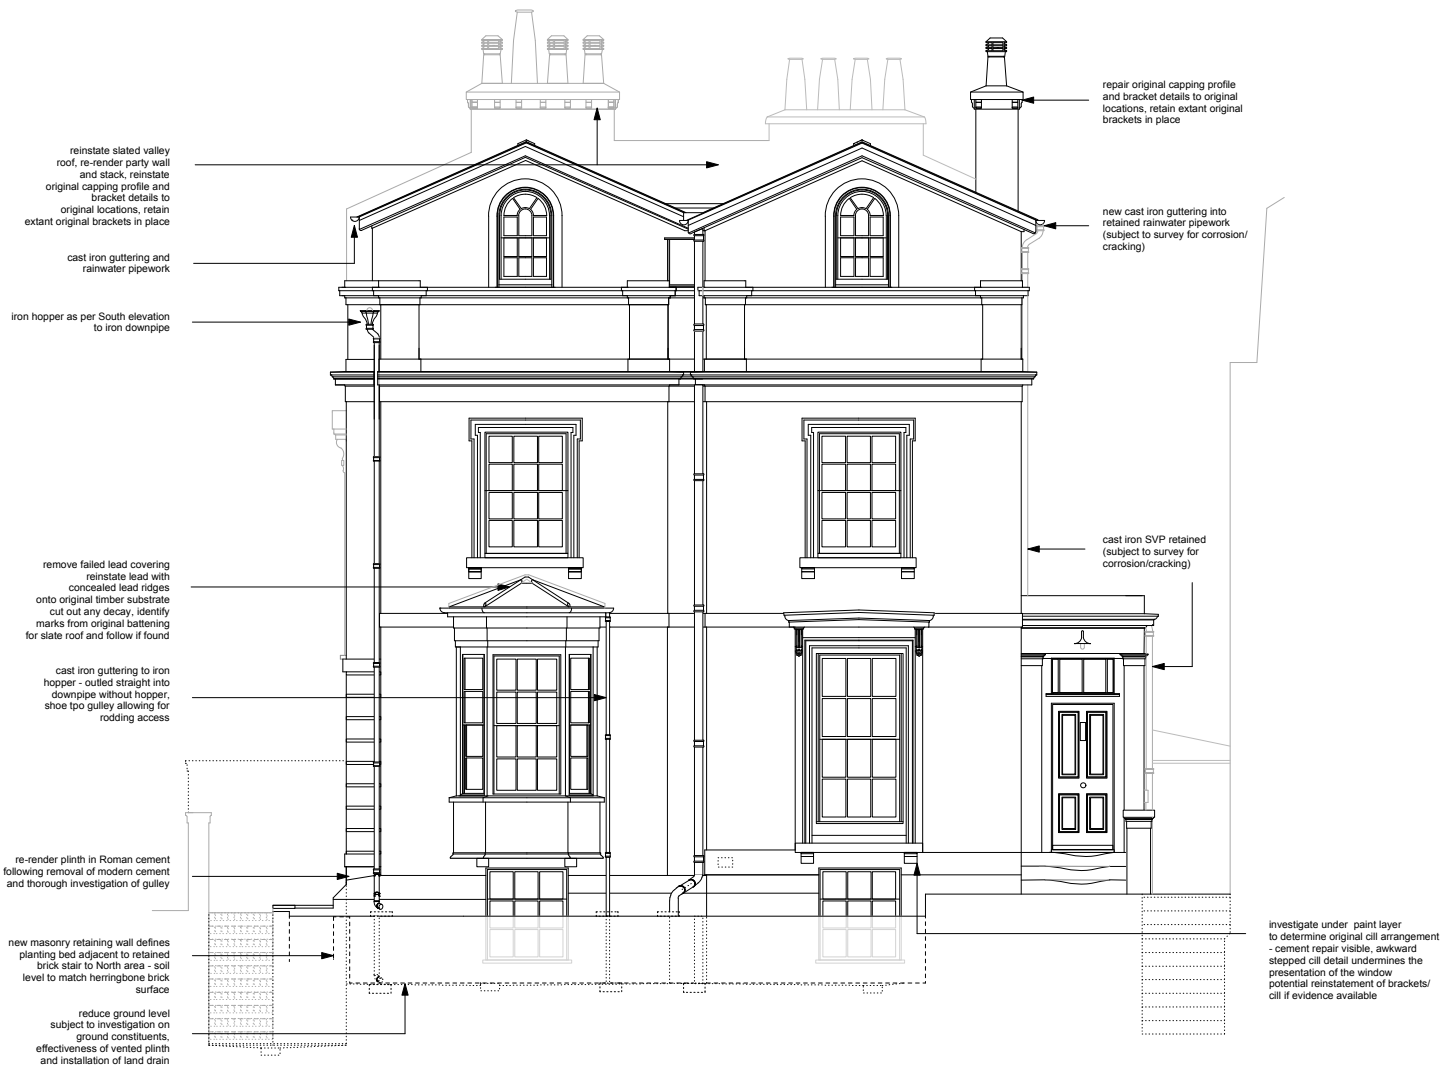 reinstate slated valley
roof, re-render party wall
and stack, reinstate
original capping profile and
bracket details to
original locations, retain
extant original brackets in place
cast iron guttering and
rainwater pipework
iron hopper as per South elevation
to iron downpipe
remove failed lead covering
reinstate lead with
concealed lead ridges
onto original timber substrate
cut out any decay, identify
marks from original battening
for slate roof and follow if found
cast iron guttering to iron
hopper - outled straight into
downpipe without hopper,
shoe tpo gulley allowing for
rodding access
re-render plinth in Roman cement
following removal of modern cement
and thorough investigation of gulley
new masonry retaining wall defines
planting bed adjacent to retained
brick stair to North area - soil
level to match herringbone brick
surface
reduce ground level
subject to investigation on
ground constituents,
effectiveness of vented plinth
and installation of land drain
repair original capping profile
and bracket details to original
locations, retain extant original
brackets in place
new cast iron guttering into
retained rainwater pipework
(subject to survey for corrosion/
cracking)
cast iron SVP retained
(subject to survey for
corrosion/cracking)
investigate under paint layer
to determine original cill arrangement
- cement repair visible, awkward
stepped cill detail undermines the
presentation of the window
potential reinstatement of brackets/
cill if evidence available